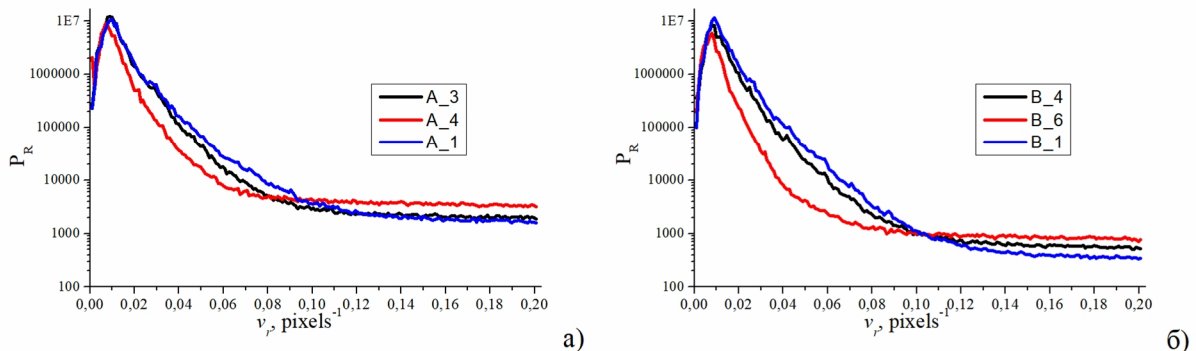 1E7
1000000
100000
10000
1000
100
P_R
A_3
A_4
A_1
0,00 0,02 0,04 0,06 0,08 0,10 0,12 0,14 0,16 0,18 0,20
v_r, pixels⁻¹
а)
1E7
1000000
100000
10000
1000
100
P_R
B_4
B_6
B_1
0,00 0,02 0,04 0,06 0,08 0,10 0,12 0,14 0,16 0,18 0,20
v_r, pixels⁻¹
б)